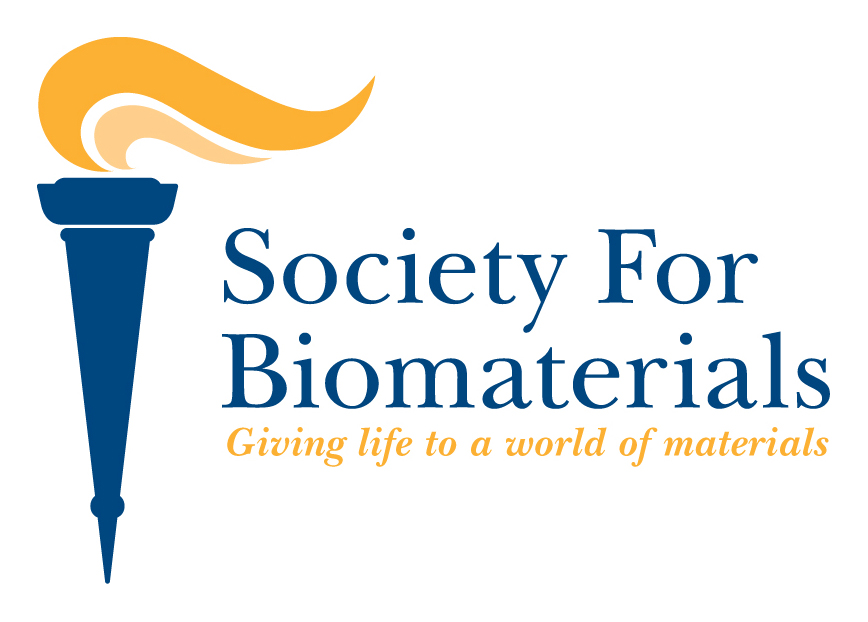 Society For
Biomaterials
Giving life to a world of materials